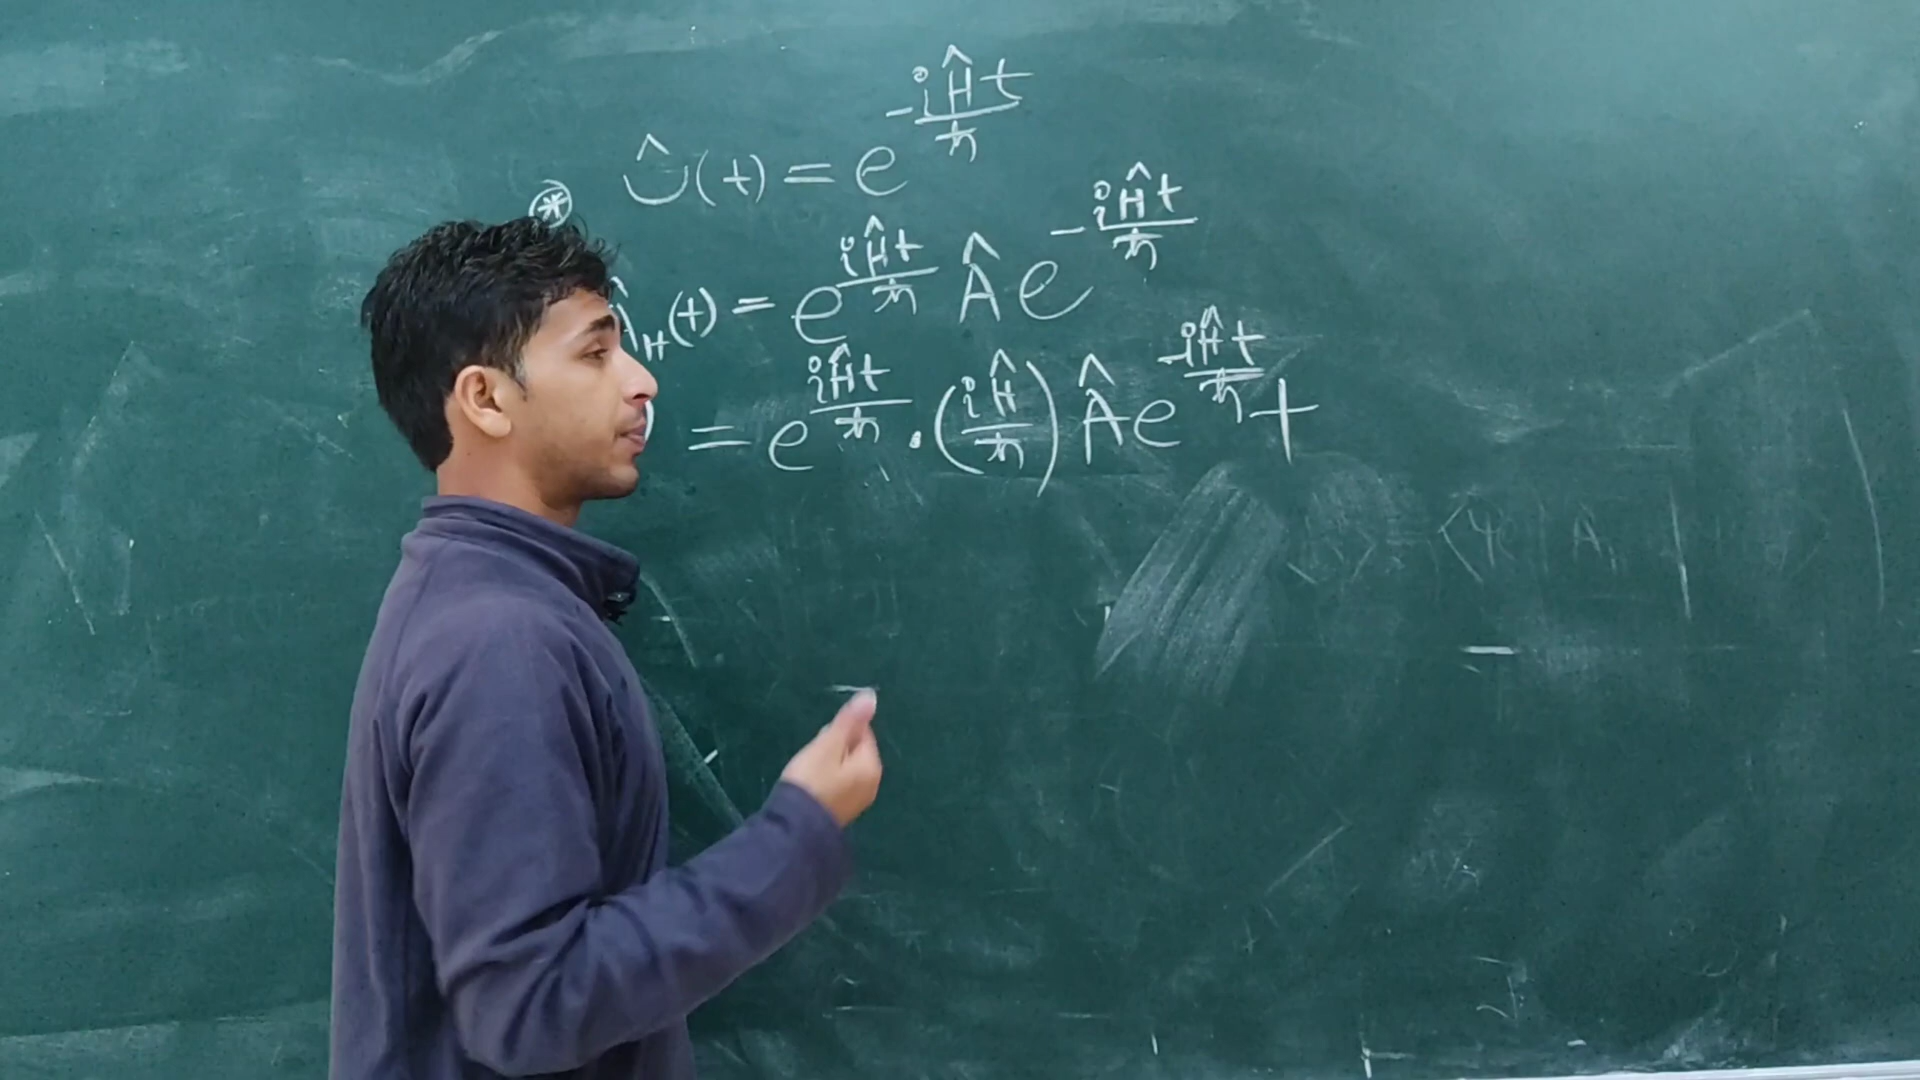 Û(t) = e^{-iĤt/ħ}
⊛
Â_H(t) = e^{iĤt/ħ} Â e^{-iĤt/ħ}
) = e^{iĤt/ħ} · (iĤ/ħ) Â e^{-iĤt/ħ} +